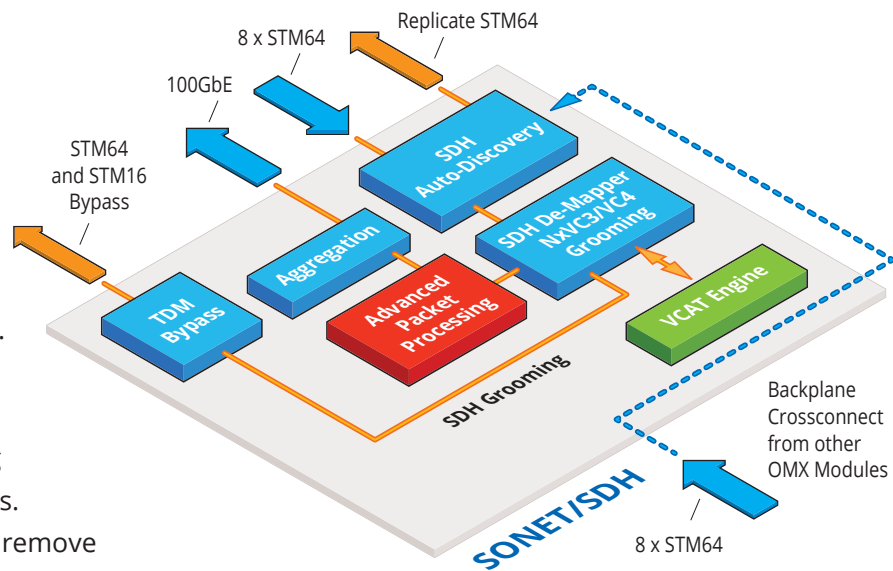 Replicate STM64
8 x STM64
100GbE
STM64
and STM16
Bypass
SDH
Auto-Discovery
SDH De-Mapper
NxVC3/VC4
Grooming
Aggregation
Advanced
Packet
Processing
TDM
Bypass
VCAT Engine
SDH Grooming
Backplane
Crossconnect
from other
OMX Modules
8 x STM64
SONET/SDH
.
s.
remove